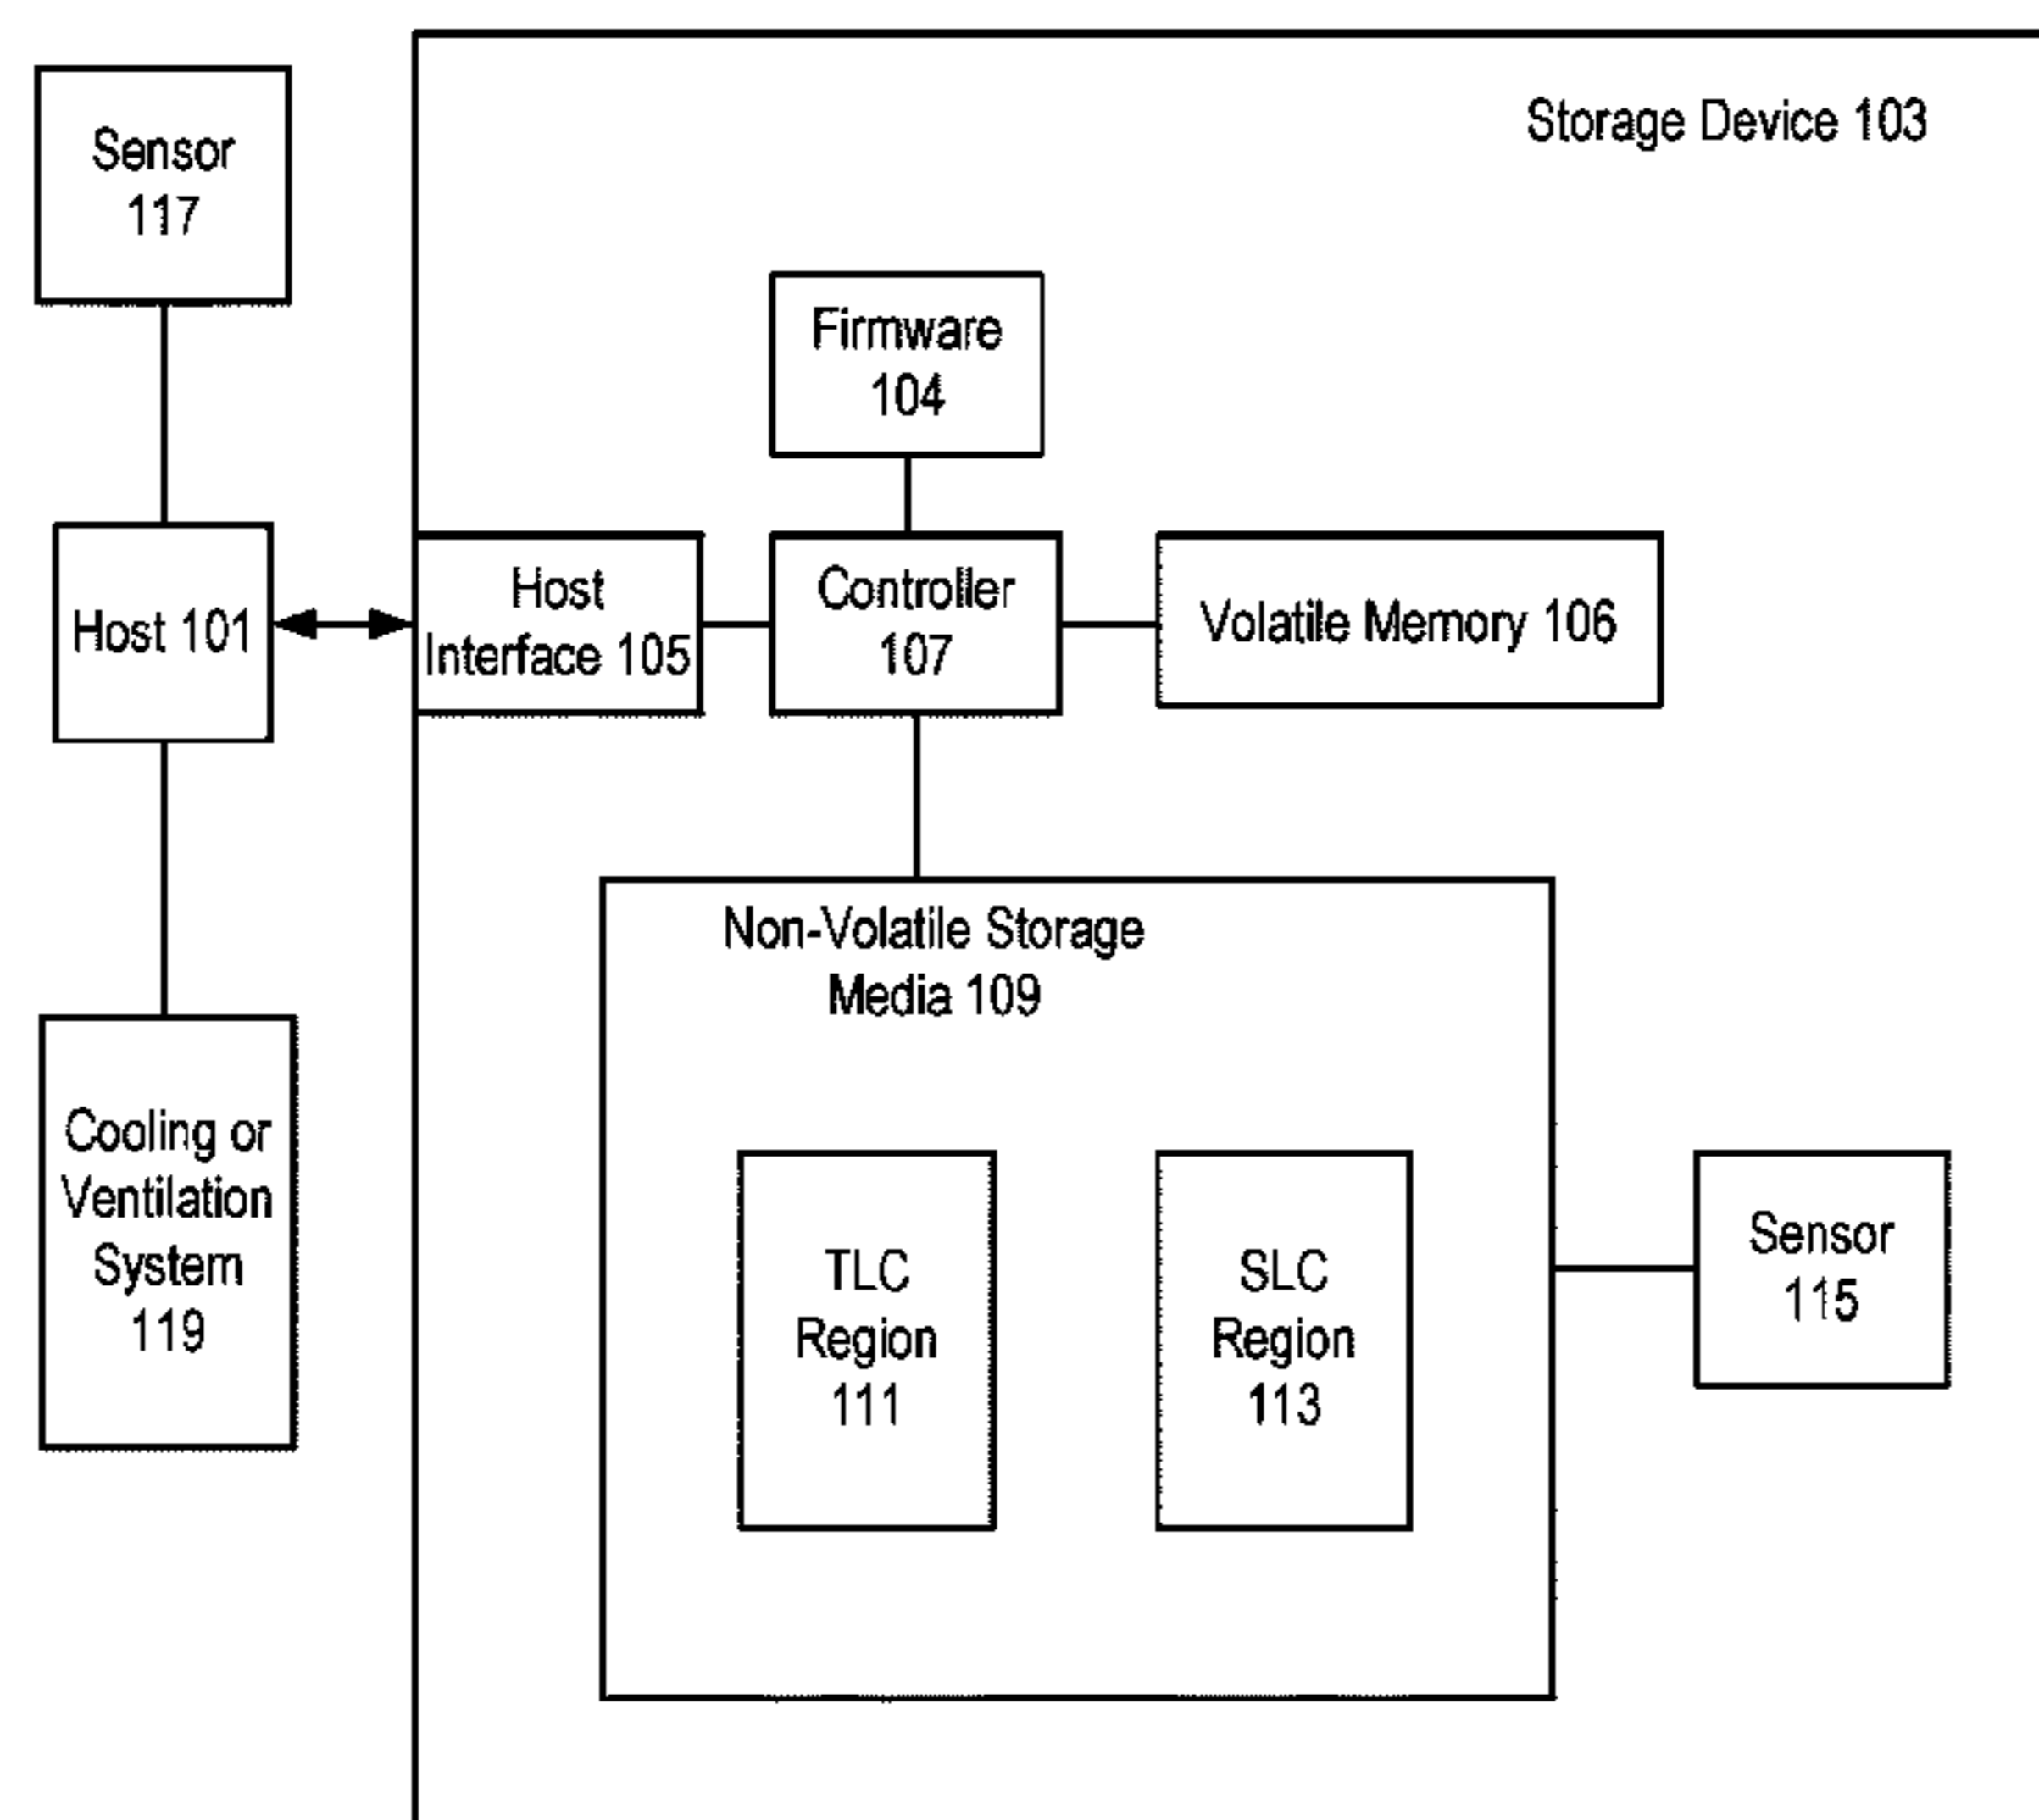 Storage Device 103
Sensor
117
Firmware
104
Host 101
Host
Interface 105
Controller
107
Volatile Memory 106
Non-Volatile Storage
Media 109
Cooling or
Ventilation
System
119
TLC
Region
111
SLC
Region
113
Sensor
115